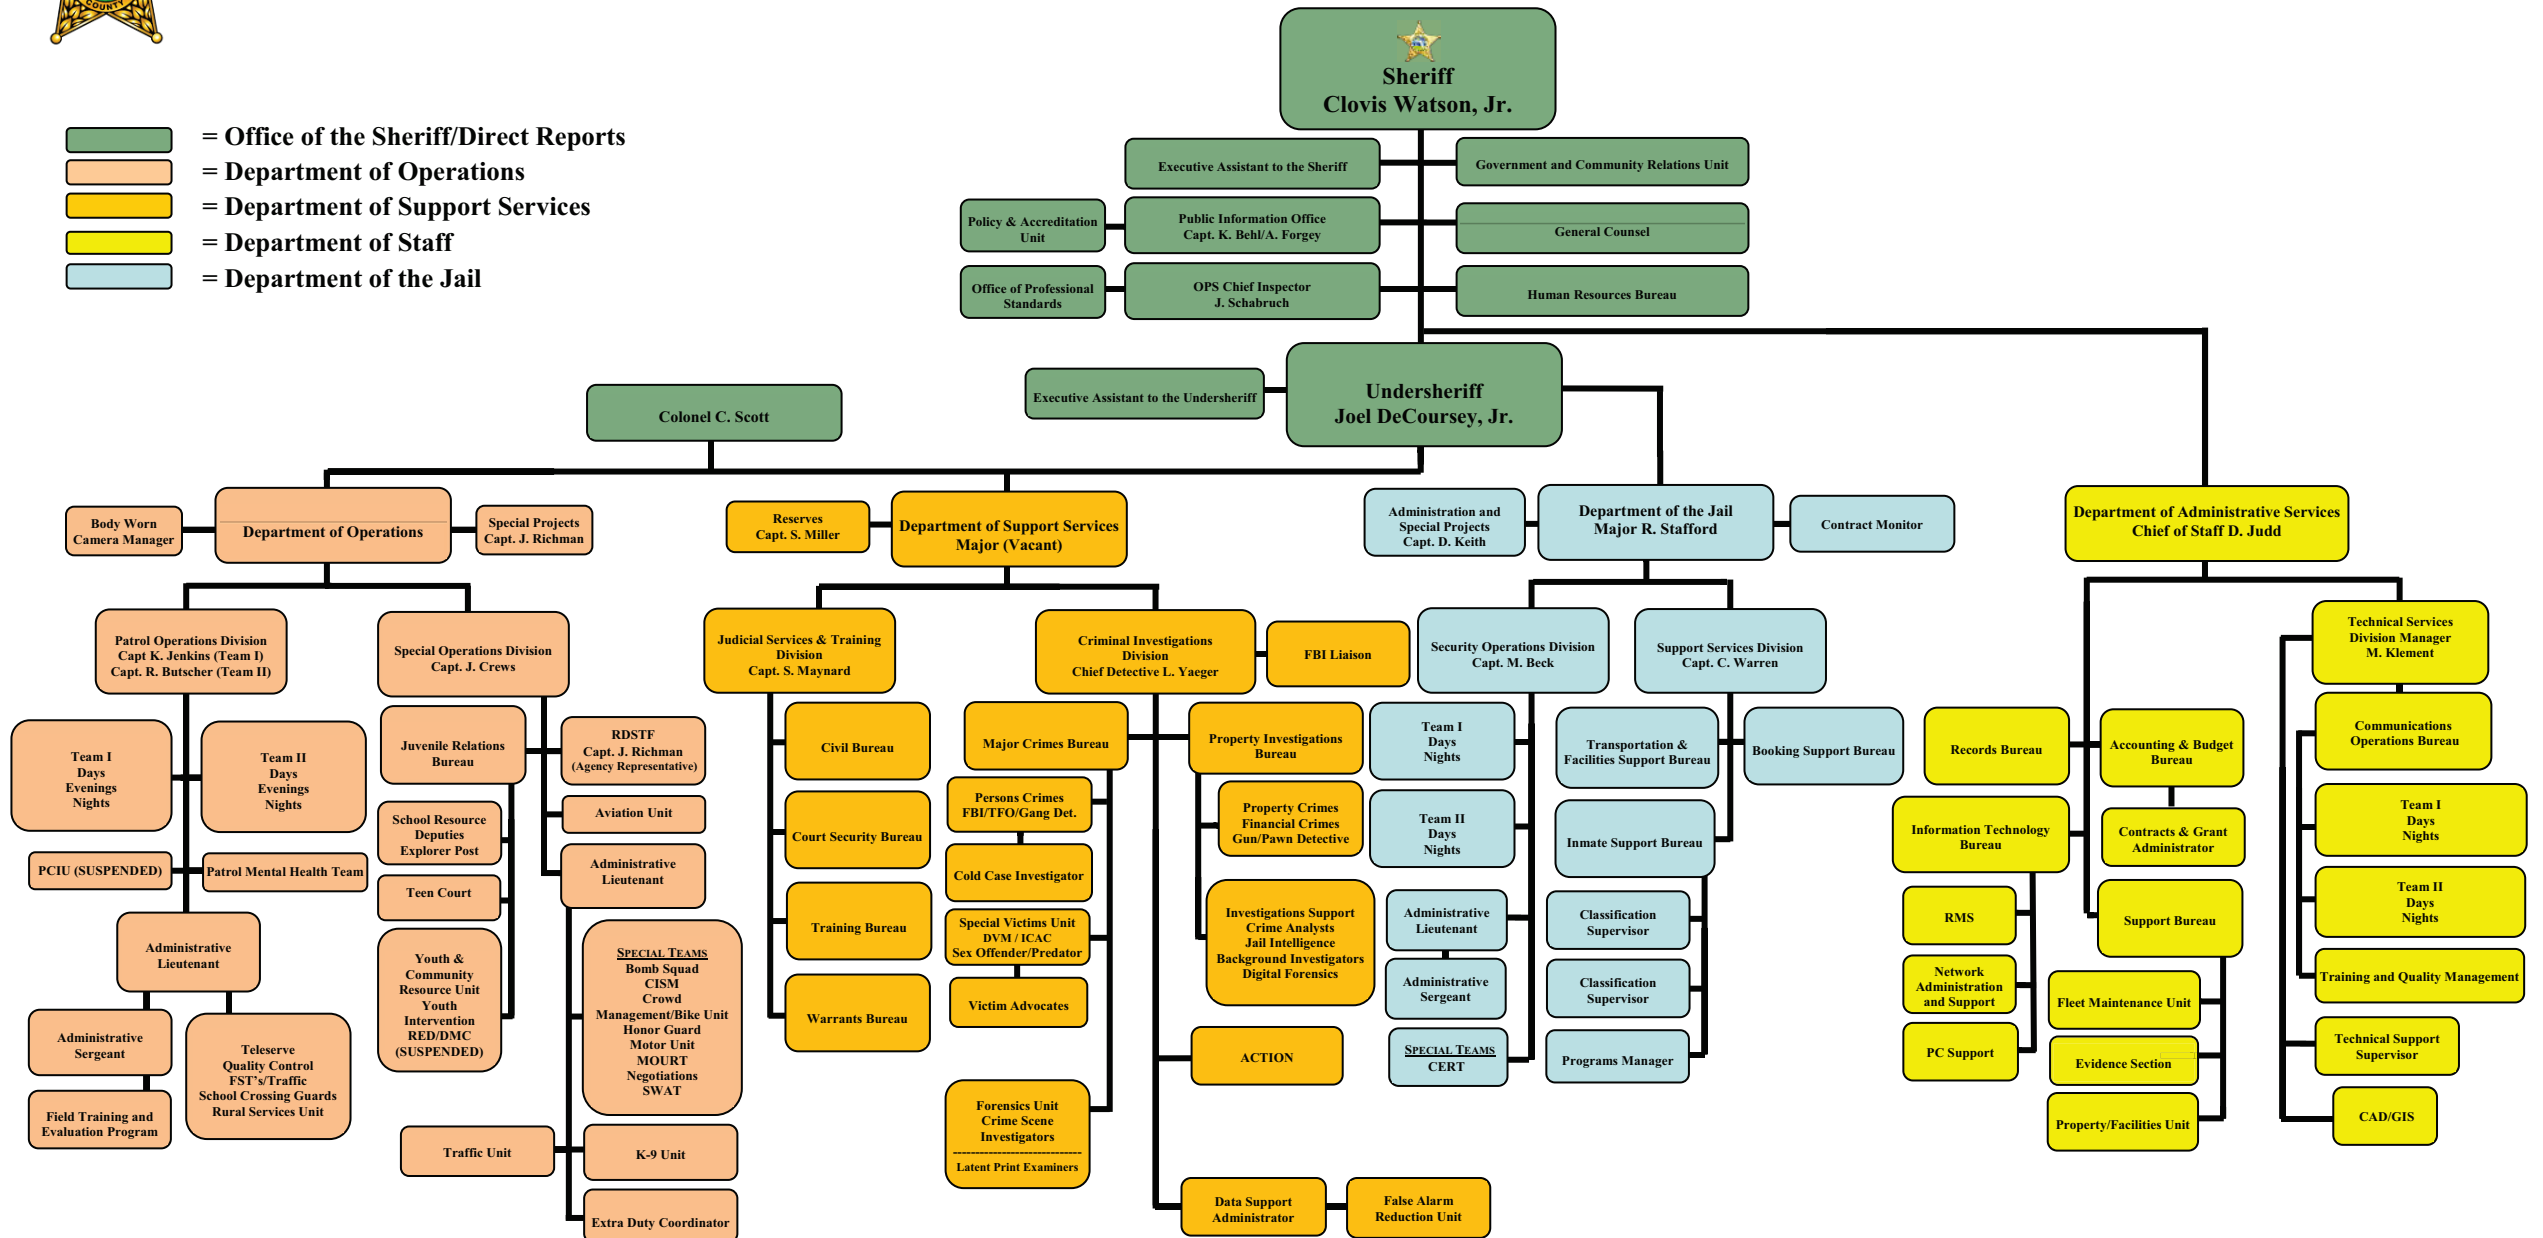 COUNTY
= Office of the Sheriff/Direct Reports
= Department of Operations
= Department of Support Services
= Department of Staff
= Department of the Jail
Sheriff
Clovis Watson, Jr.
Executive Assistant to the Sheriff
Government and Community Relations Unit
Policy & Accreditation
Unit
Public Information Office
Capt. K. Behl/A. Forgey
General Counsel
Office of Professional
Standards
OPS Chief Inspector
J. Schabruch
Human Resources Bureau
Colonel C. Scott
Executive Assistant to the Undersheriff
Undersheriff
Joel DeCoursey, Jr.
Body Worn
Camera Manager
Department of Operations
Special Projects
Capt. J. Richman
Reserves
Capt. S. Miller
Department of Support Services
Major (Vacant)
Administration and
Special Projects
Capt. D. Keith
Department of the Jail
Major R. Stafford
Contract Monitor
Department of Administrative Services
Chief of Staff D. Judd
Patrol Operations Division
Capt K. Jenkins (Team I)
Capt. R. Butscher (Team II)
Special Operations Division
Capt. J. Crews
Team I
Days
Evenings
Nights
Team II
Days
Evenings
Nights
PCIU (SUSPENDED)
Patrol Mental Health Team
Administrative
Lieutenant
Administrative
Sergeant
Field Training and
Evaluation Program
Teleserve
Quality Control
FST's/Traffic
School Crossing Guards
Rural Services Unit
Juvenile Relations
Bureau
RDSTF
Capt. J. Richman
(Agency Representative)
School Resource
Deputies
Explorer Post
Teen Court
Youth &
Community
Resource Unit
Youth
Intervention
RED/DMC
(SUSPENDED)
Aviation Unit
Administrative
Lieutenant
SPECIAL TEAMS
Bomb Squad
CISM
Crowd
Management/Bike Unit
Honor Guard
Motor Unit
MOURT
Negotiations
SWAT
Traffic Unit
K-9 Unit
Extra Duty Coordinator
Judicial Services & Training
Division
Capt. S. Maynard
Civil Bureau
Court Security Bureau
Training Bureau
Warrants Bureau
Criminal Investigations
Division
Chief Detective L. Yaeger
FBI Liaison
Major Crimes Bureau
Property Investigations
Bureau
Persons Crimes
FBI/TFO/Gang Det.
Cold Case Investigator
Special Victims Unit
DVM / ICAC
Sex Offender/Predator
Victim Advocates
Forensics Unit
Crime Scene
Investigators
-----------------------------
Latent Print Examiners
Property Crimes
Financial Crimes
Gun/Pawn Detective
Investigations Support
Crime Analysts
Jail Intelligence
Background Investigators
Digital Forensics
ACTION
Data Support
Administrator
False Alarm
Reduction Unit
Security Operations Division
Capt. M. Beck
Support Services Division
Capt. C. Warren
Team I
Days
Nights
Team II
Days
Nights
Administrative
Lieutenant
Administrative
Sergeant
SPECIAL TEAMS
CERT
Transportation &
Facilities Support Bureau
Booking Support Bureau
Inmate Support Bureau
Classification
Supervisor
Classification
Supervisor
Programs Manager
Technical Services
Division Manager
M. Klement
Records Bureau
Accounting & Budget
Bureau
Information Technology
Bureau
Contracts & Grant
Administrator
RMS
Network
Administration
and Support
PC Support
Support Bureau
Fleet Maintenance Unit
Evidence Section
Property/Facilities Unit
Communications
Operations Bureau
Team I
Days
Nights
Team II
Days
Nights
Training and Quality Management
Technical Support
Supervisor
CAD/GIS